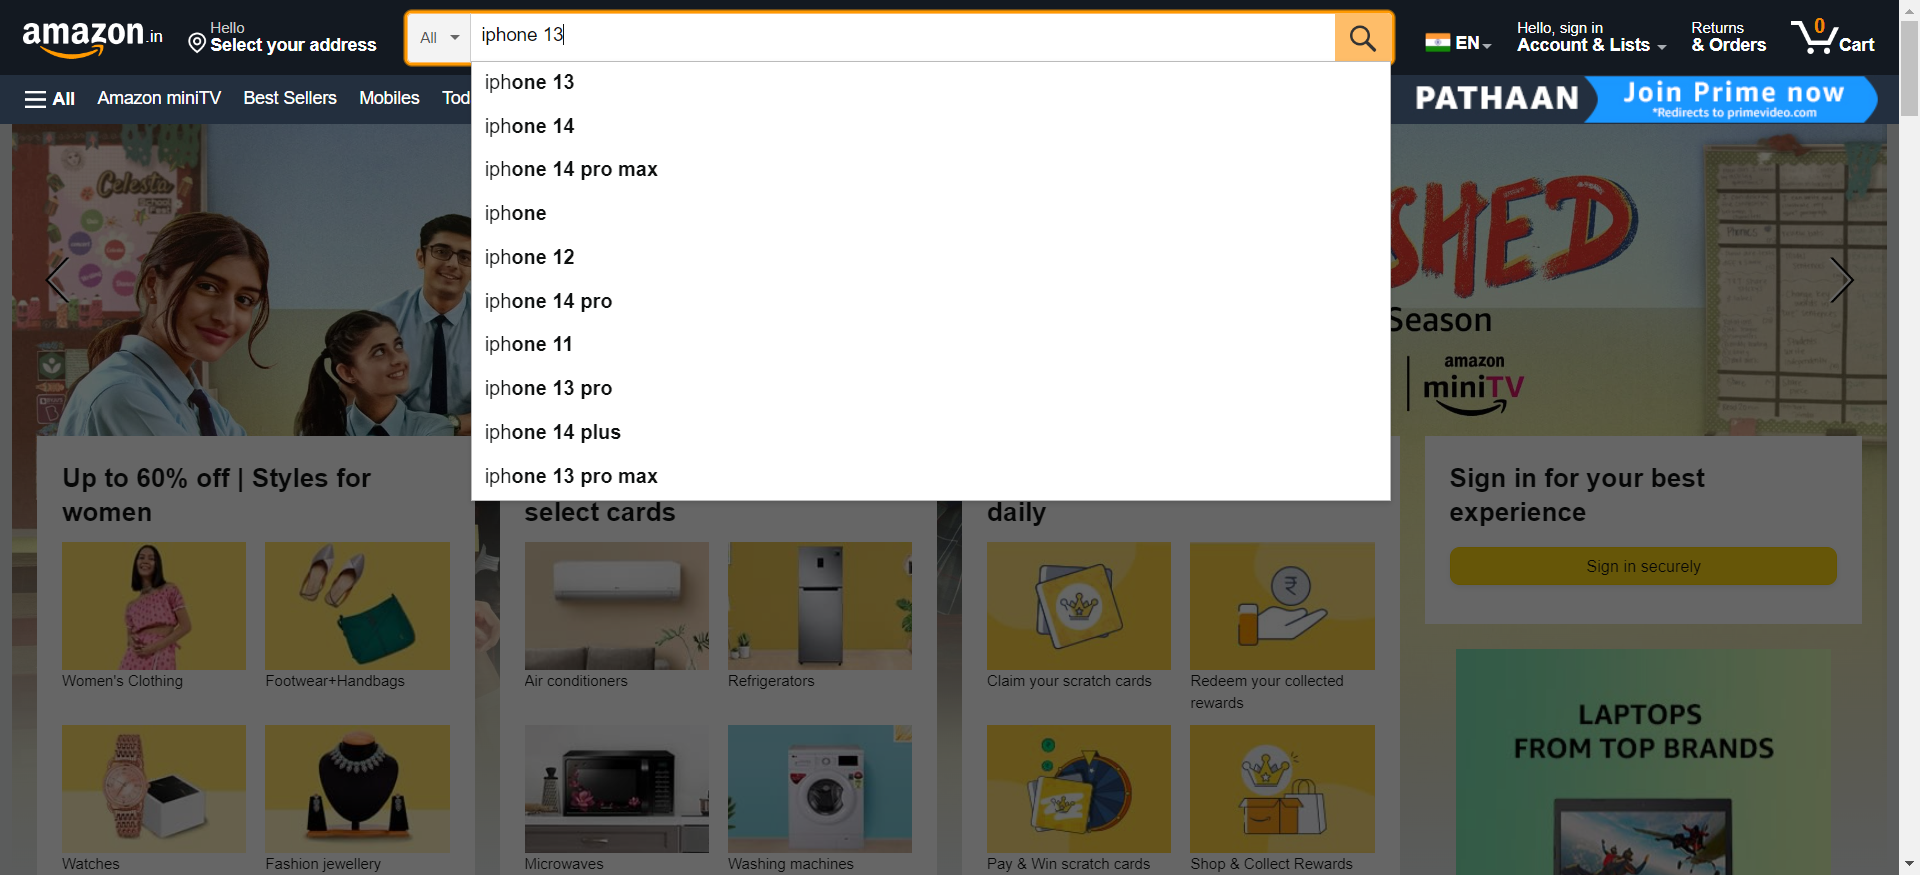 amazon.in
Hello
Select your address
All
iphone 13
EN
Hello, sign in
Account & Lists
Returns
& Orders
0
Cart
All
Amazon miniTV
Best Sellers
Mobiles
Tod
PATHAAN
Join Prime now
*Redirects to primevideo.com
iphone 13
iphone 14
iphone 14 pro max
iphone
iphone 12
iphone 14 pro
iphone 11
iphone 13 pro
iphone 14 plus
iphone 13 pro max
Celesta
SHED
Season
amazon
miniTV
Up to 60% off | Styles for
women
Women's Clothing
Footwear+Handbags
Watches
Fashion jewellery
select cards
Air conditioners
Refrigerators
Microwaves
Washing machines
daily
Claim your scratch cards
Redeem your collected
rewards
Pay & Win scratch cards
Shop & Collect Rewards
Sign in for your best
experience
Sign in securely
LAPTOPS
FROM TOP BRANDS